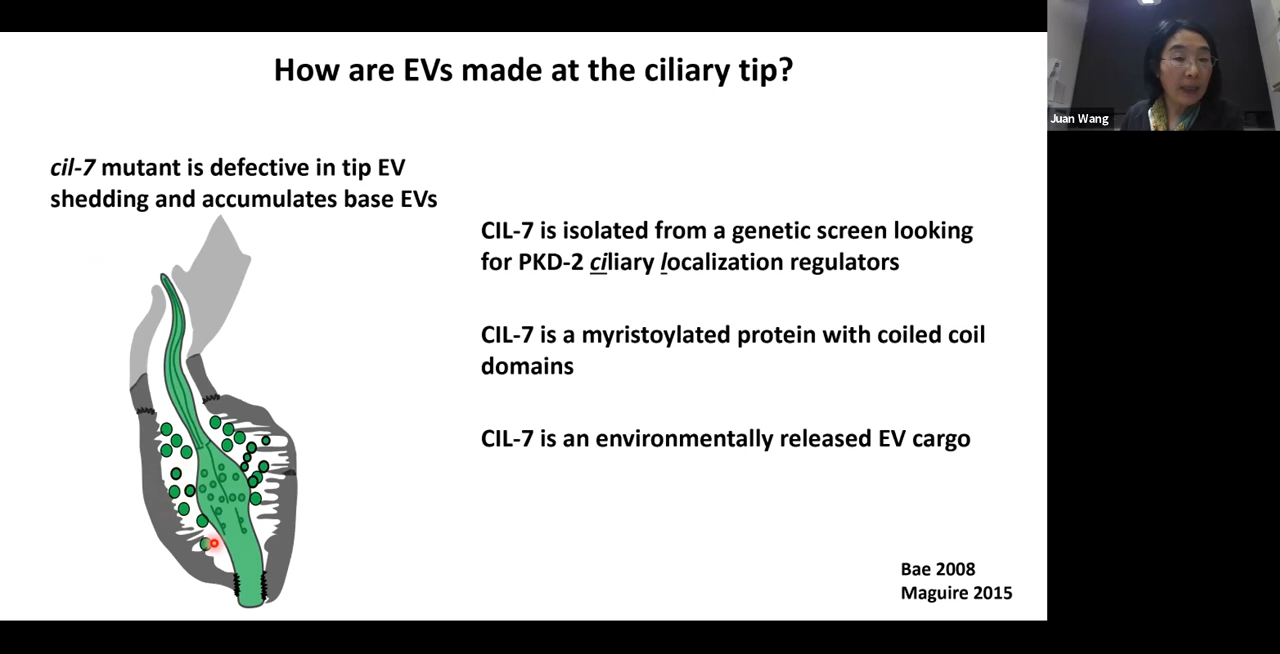 How are EVs made at the ciliary tip?
Juan Wang
cil-7 mutant is defective in tip EV
shedding and accumulates base EVs
CIL-7 is isolated from a genetic screen looking
for PKD-2 ciliary localization regulators
CIL-7 is a myristoylated protein with coiled coil
domains
CIL-7 is an environmentally released EV cargo
Bae 2008
Maguire 2015